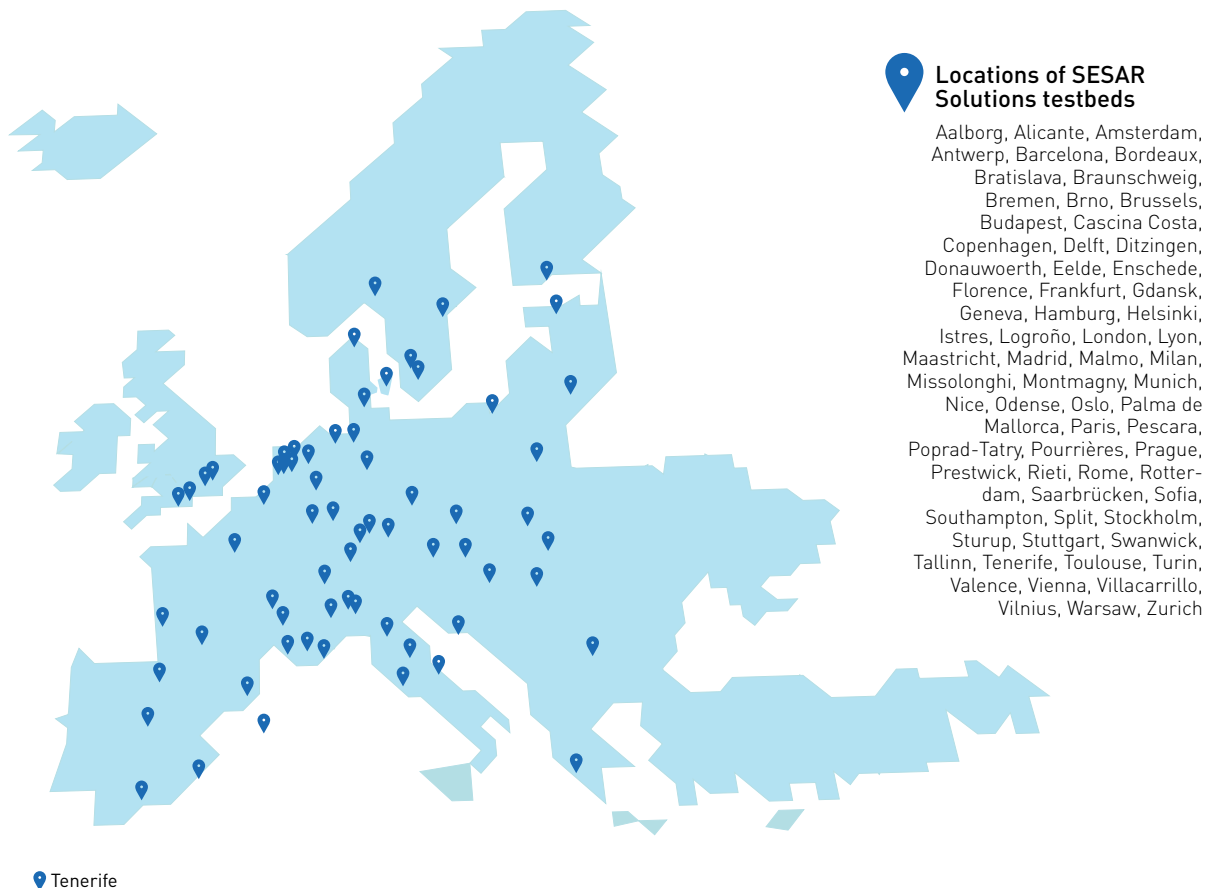 Locations of SESAR
Solutions testbeds
Aalborg, Alicante, Amsterdam,
Antwerp, Barcelona, Bordeaux,
Bratislava, Braunschweig,
Bremen, Brno, Brussels,
Budapest, Cascina Costa,
Copenhagen, Delft, Ditzingen,
Donauwoerth, Eelde, Enschede,
Florence, Frankfurt, Gdansk,
Geneva, Hamburg, Helsinki,
Istres, Logroño, London, Lyon,
Maastricht, Madrid, Malmo, Milan,
Missolonghi, Montmagny, Munich,
Nice, Odense, Oslo, Palma de
Mallorca, Paris, Pescara,
Poprad-Tatry, Pourrières, Prague,
Prestwick, Rieti, Rome, Rotter-
dam, Saarbrücken, Sofia,
Southampton, Split, Stockholm,
Sturup, Stuttgart, Swanwick,
Tallinn, Tenerife, Toulouse, Turin,
Valence, Vienna, Villacarrillo,
Vilnius, Warsaw, Zurich
Tenerife